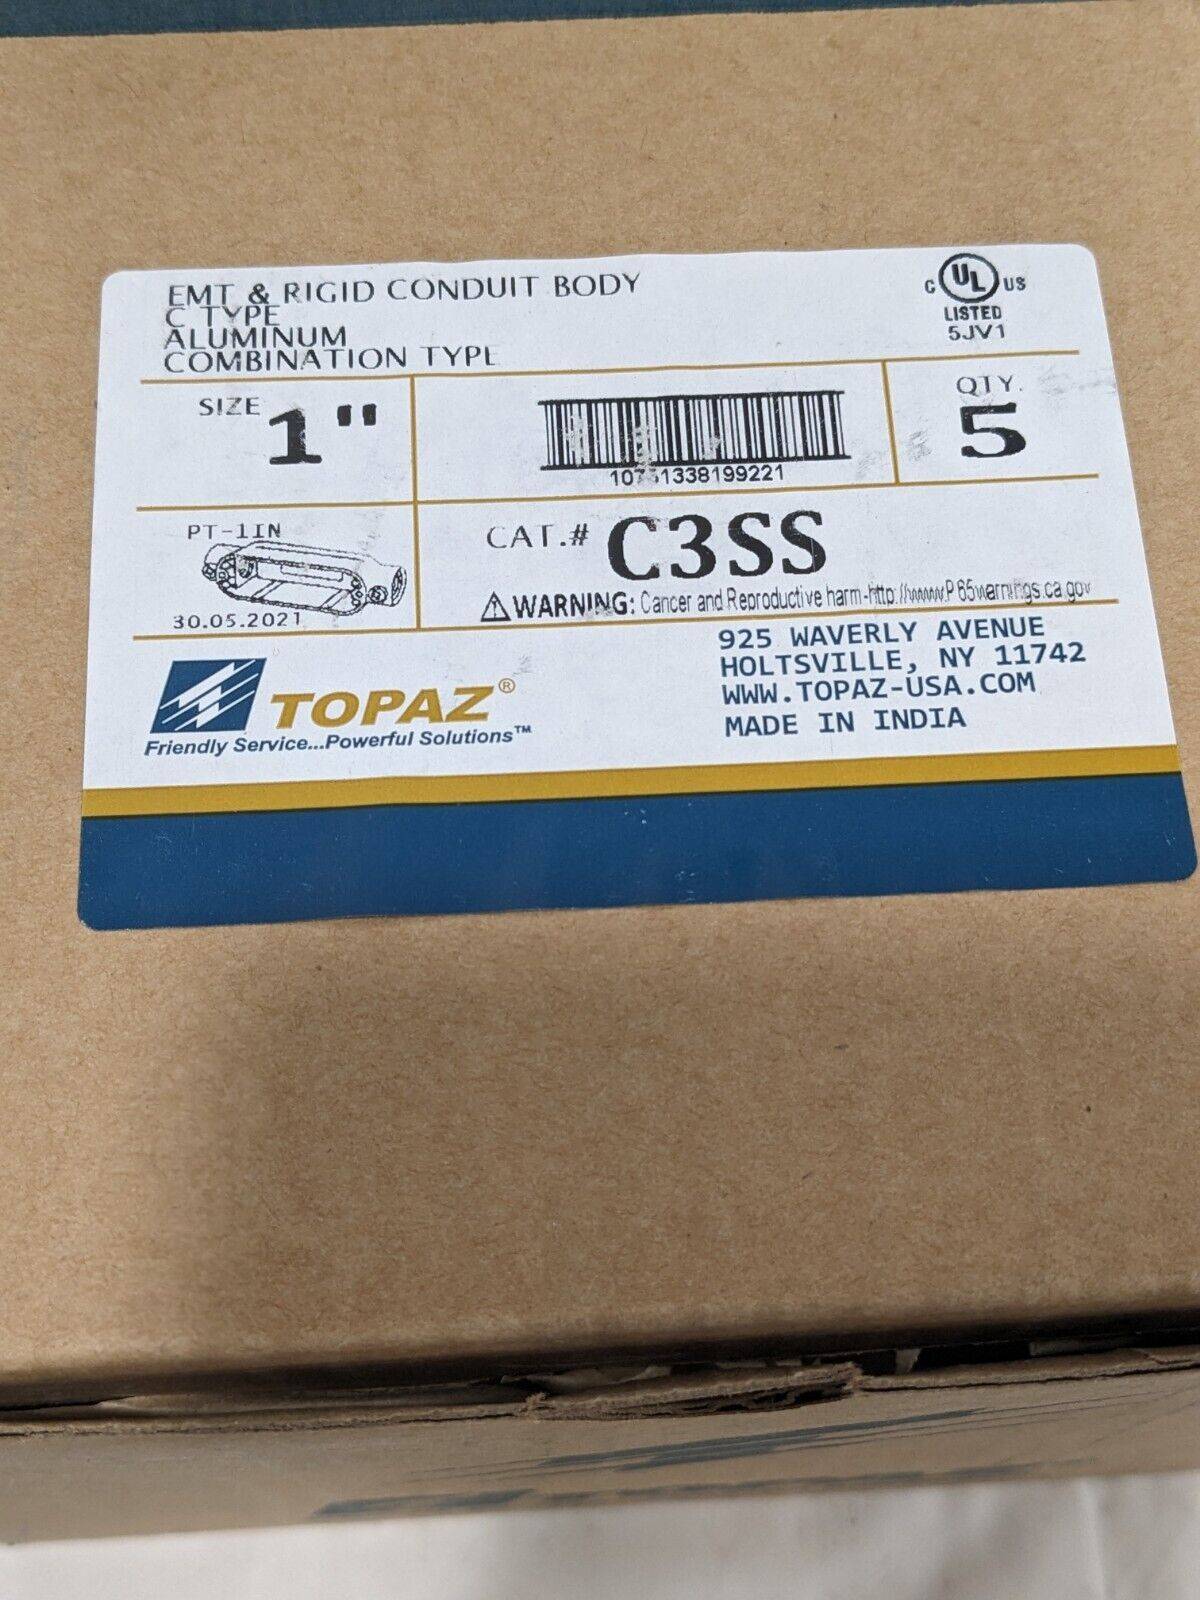 EMT & RIGID CONDUIT BODY
C TYPE
ALUMINUM
COMBINATION TYPE
C UL US
LISTED
5JV1
SIZE 1"
QTY.
5
PT-1IN
30.05.2021
CAT.# C3SS
WARNING: Cancer and Reproductive harm-http://www.P65warnings.ca.gov
TOPAZ®
Friendly Service...Powerful Solutions™
925 WAVERLY AVENUE
HOLTSVILLE, NY 11742
WWW.TOPAZ-USA.COM
MADE IN INDIA